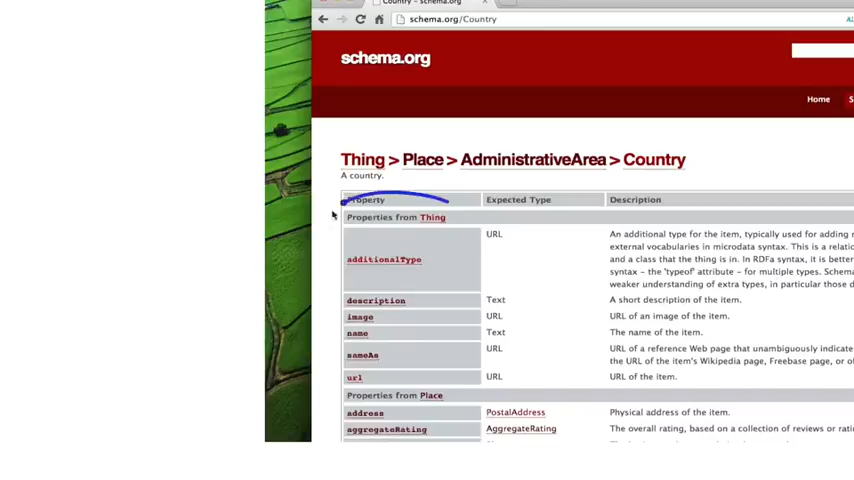 Country - schema.org
schema.org/Country
schema.org
Home
Thing > Place > AdministrativeArea > Country
A country.
Property Expected Type Description
Properties from Thing
additionalType URL An additional type for the item, typically used for adding
external vocabularies in microdata syntax. This is a
and a class that the thing is in. In RDFa syntax, it is better
syntax - the 'typeof' attribute - for multiple types.
weaker understanding of extra types, in particular those
description Text A short description of the item.
image URL URL of an image of the item.
name Text The name of the item.
sameAs URL URL of a reference Web page that unambiguously
the URL of the item's Wikipedia page, Freebase page, or
url URL URL of the item.
Properties from Place
address PostalAddress Physical address of the item.
aggregateRating AggregateRating The overall rating, based on a collection of reviews or